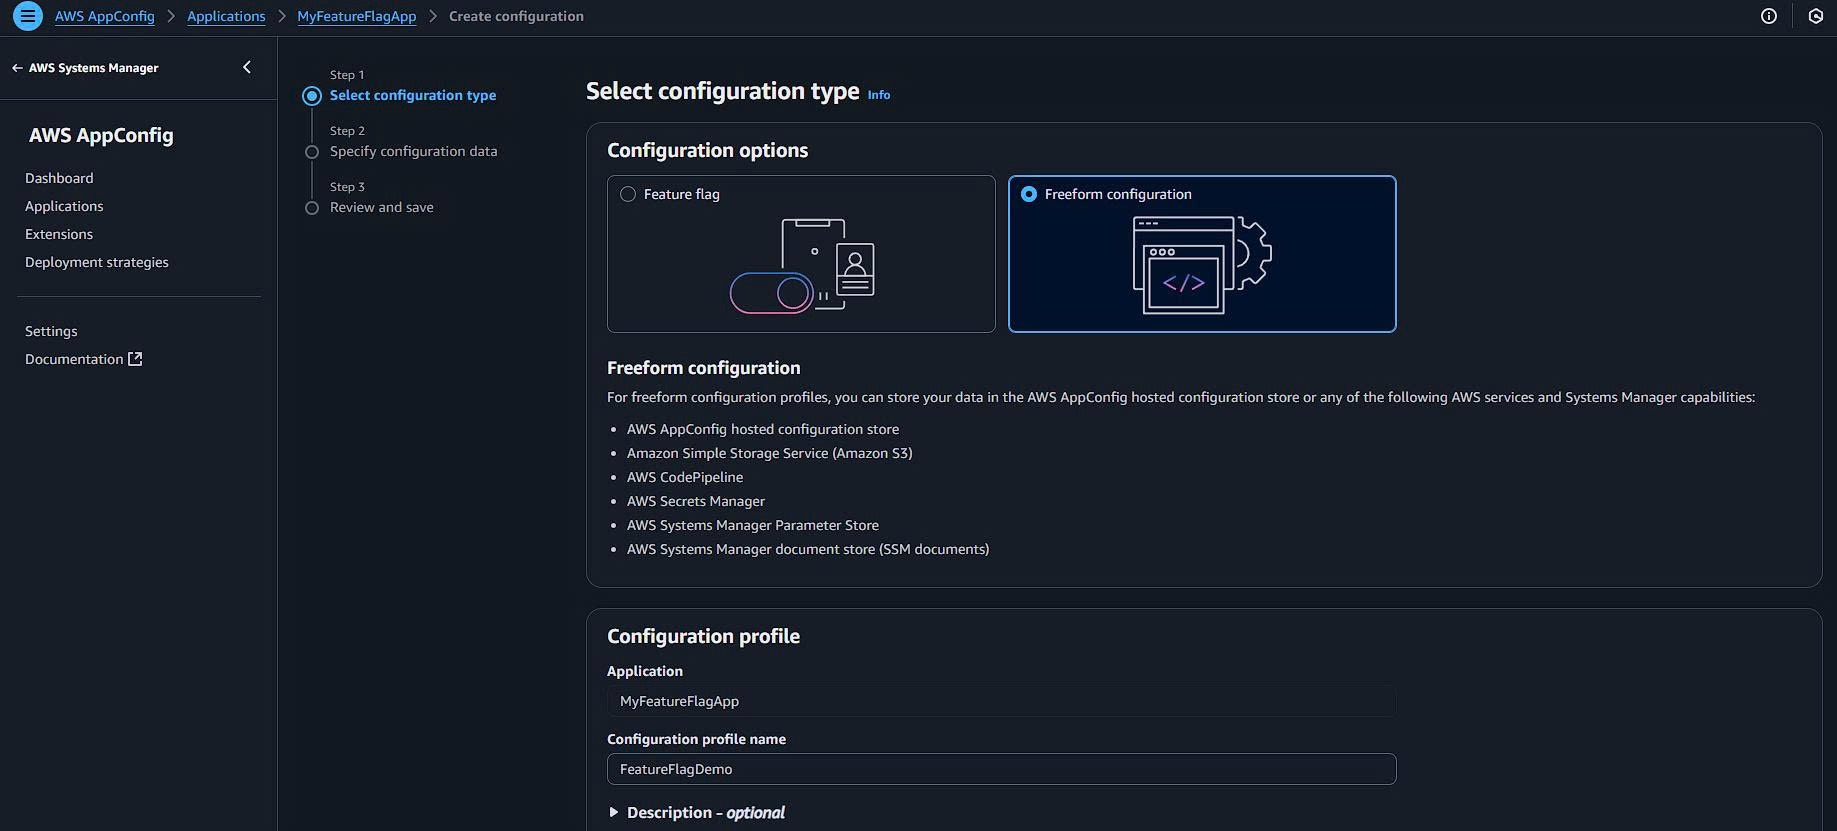 AWS AppConfig > Applications > MyFeatureFlagApp > Create configuration
AWS Systems Manager
AWS AppConfig
Dashboard
Applications
Extensions
Deployment strategies
Settings
Documentation
Step 1
Select configuration type
Step 2
Specify configuration data
Step 3
Review and save
Select configuration type Info
Configuration options
Feature flag
Freeform configuration
</>
Freeform configuration
For freeform configuration profiles, you can store your data in the AWS AppConfig hosted configuration store or any of the following AWS services and Systems Manager capabilities:
• AWS AppConfig hosted configuration store
• Amazon Simple Storage Service (Amazon S3)
• AWS CodePipeline
• AWS Secrets Manager
• AWS Systems Manager Parameter Store
• AWS Systems Manager document store (SSM documents)
Configuration profile
Application
MyFeatureFlagApp
Configuration profile name
FeatureFlagDemo
Description - optional